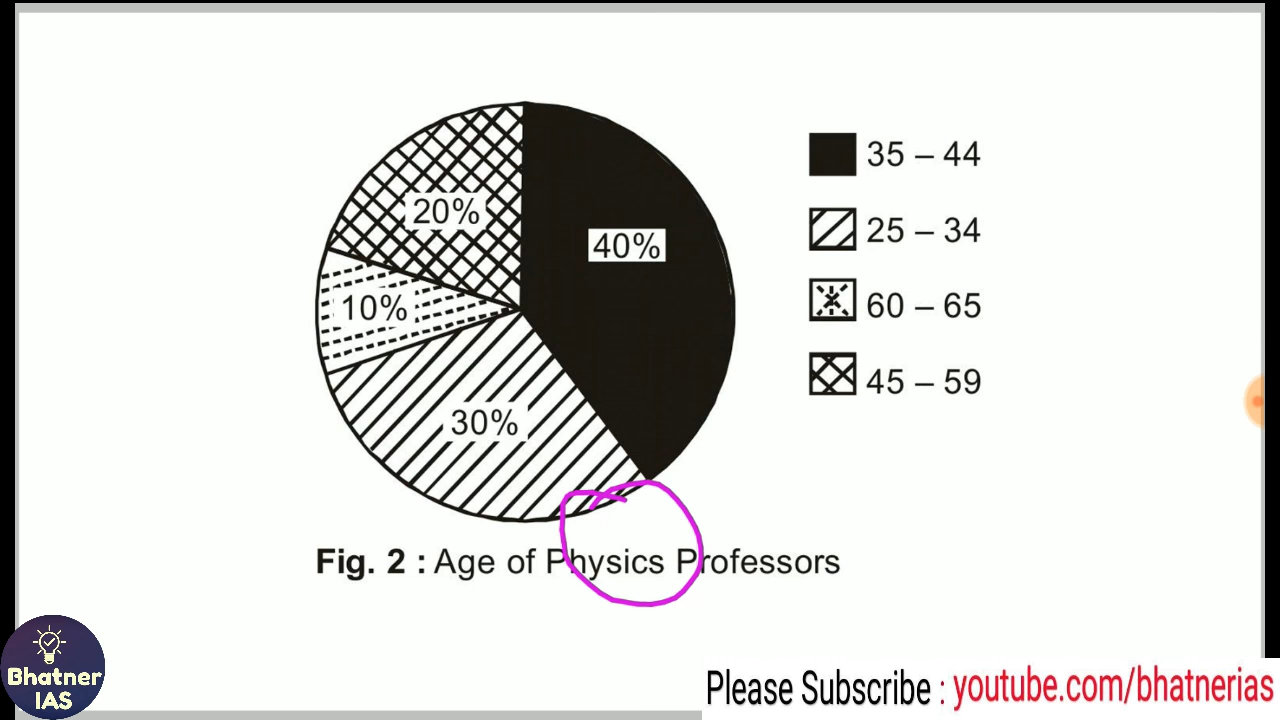 20%
40%
10%
30%
35 – 44
25 – 34
60 – 65
45 – 59
Fig. 2 : Age of Physics Professors
Bhatner
IAS
Please Subscribe : youtube.com/bhatnerias